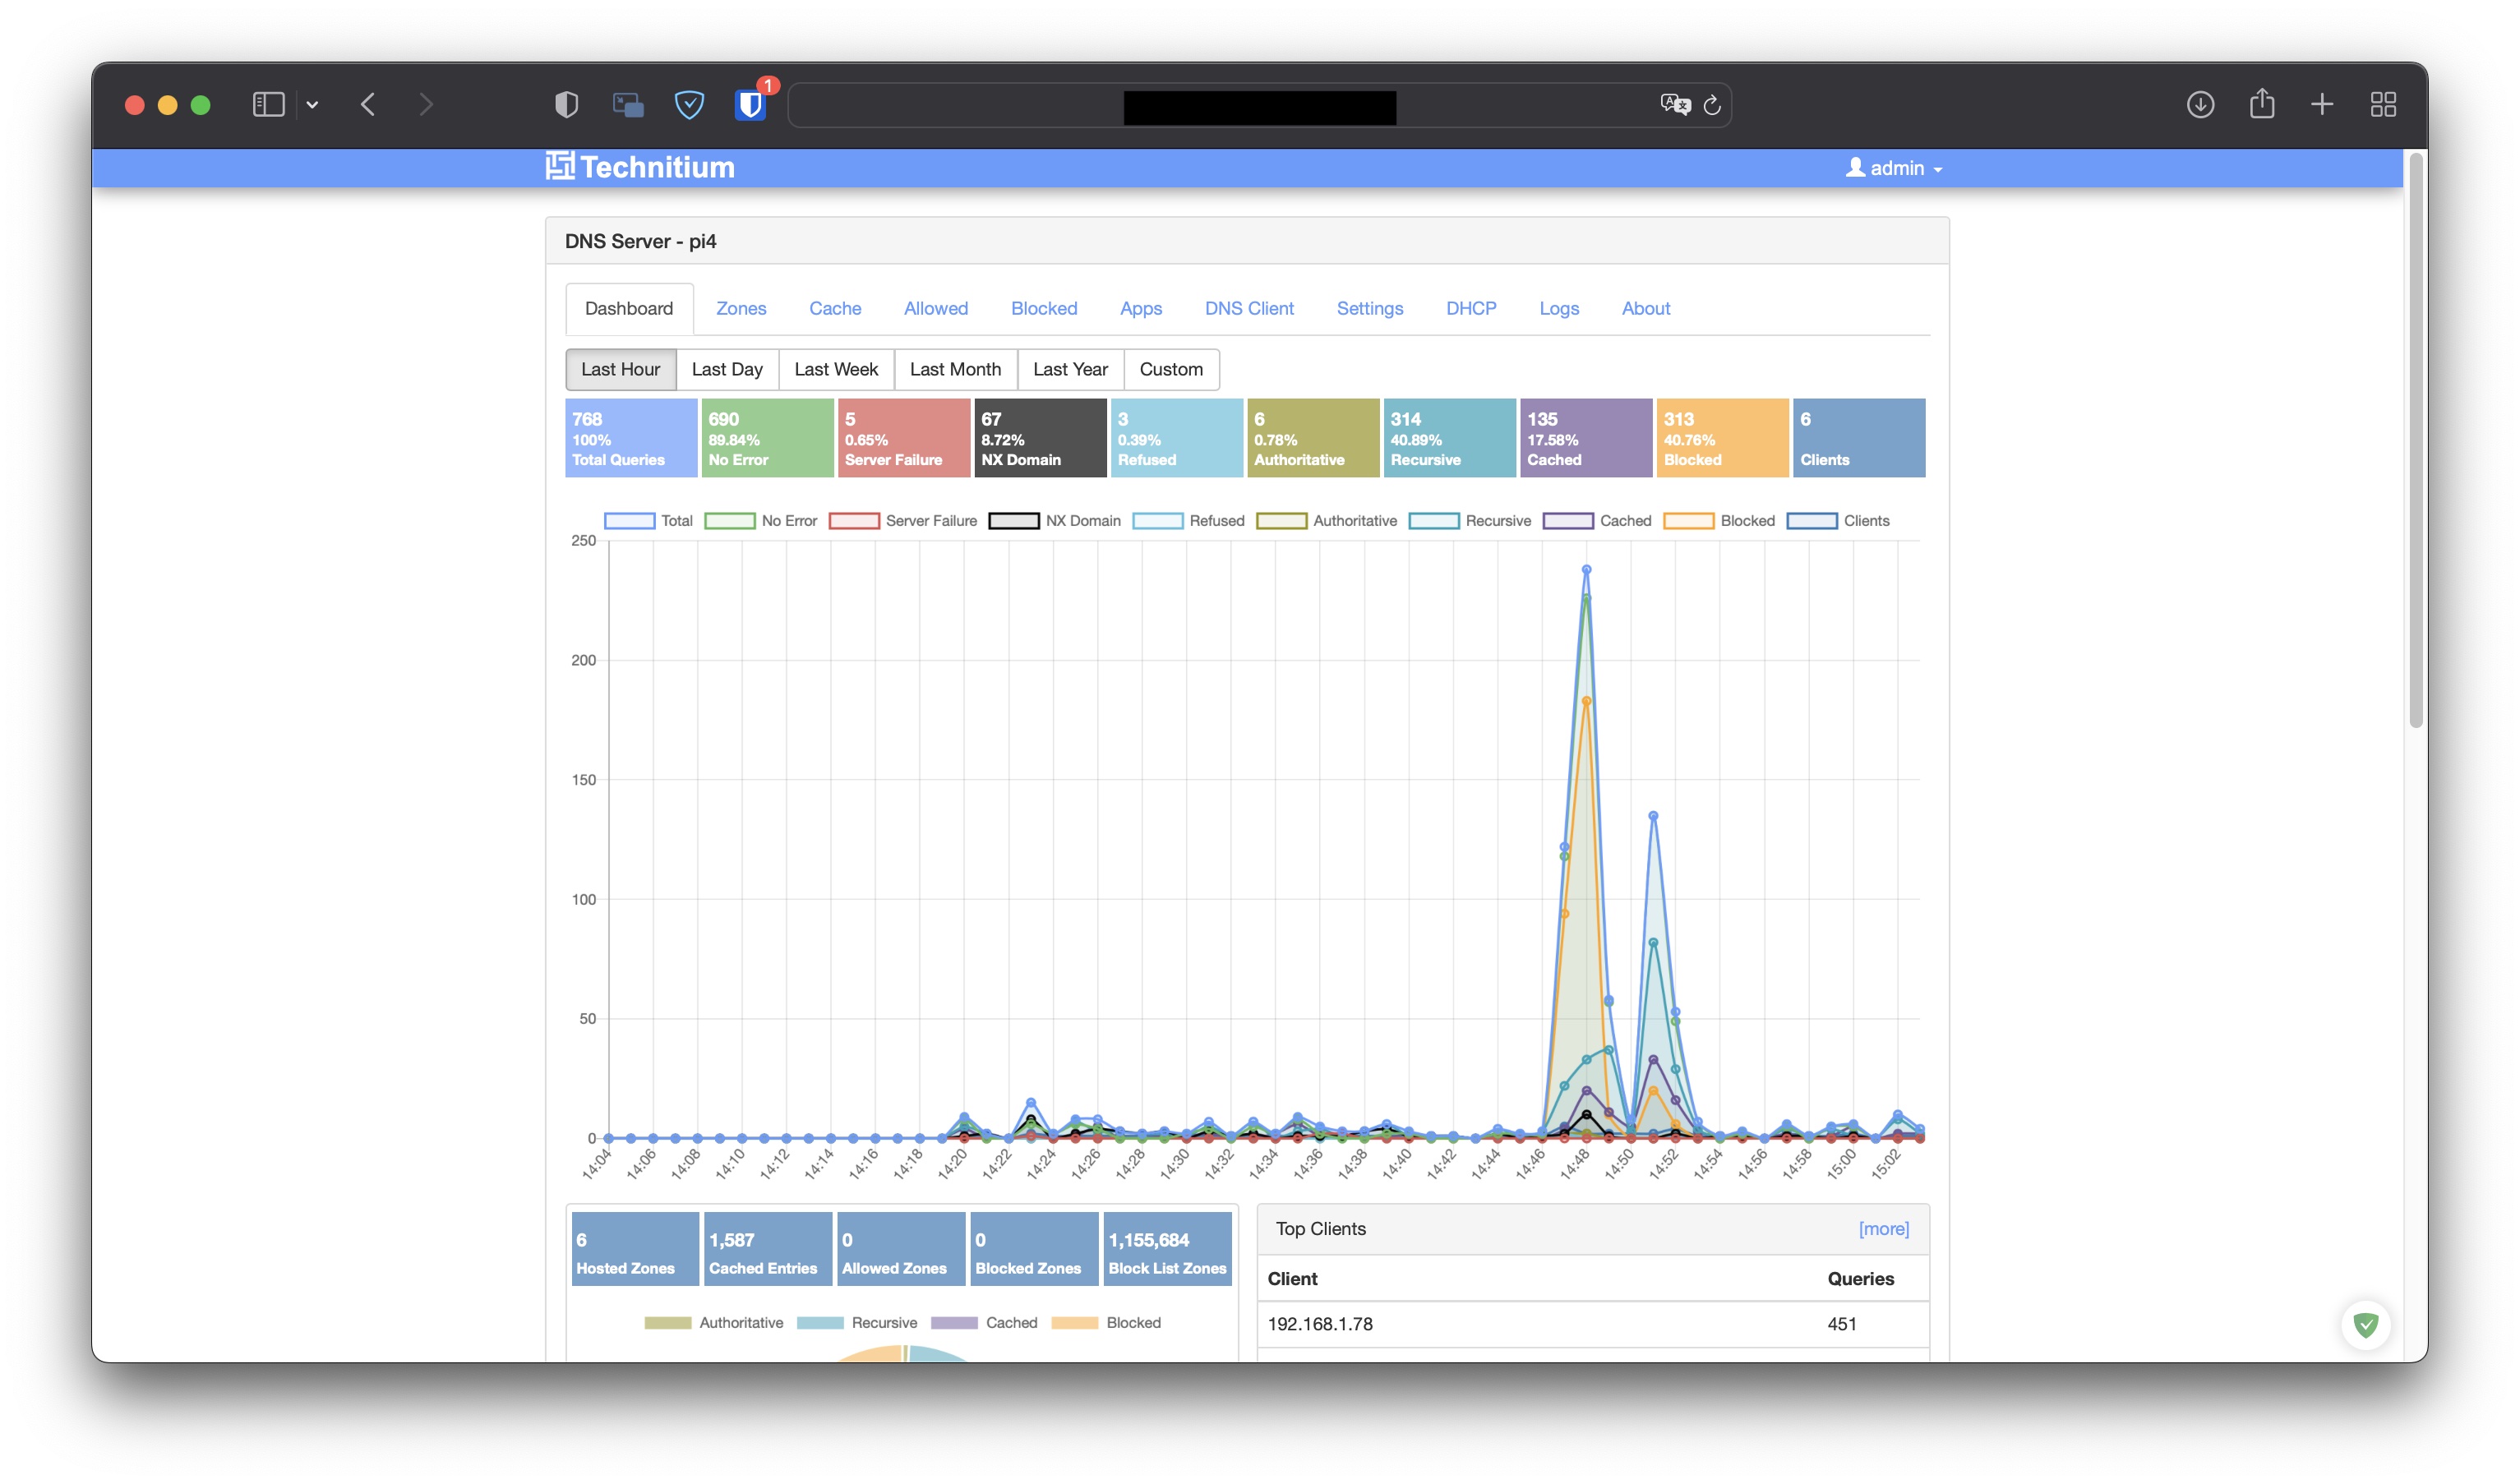 1
Technitium
admin
DNS Server - pi4
Dashboard Zones Cache Allowed Blocked Apps DNS Client Settings DHCP Logs About
Last Hour Last Day Last Week Last Month Last Year Custom
768 690 5 67 3 6 314 135 313 6
100% 89.84% 0.65% 8.72% 0.39% 0.78% 40.89% 17.58% 40.76%
Total Queries No Error Server Failure NX Domain Refused Authoritative Recursive Cached Blocked Clients
Total No Error Server Failure NX Domain Refused Authoritative Recursive Cached Blocked Clients
250
200
150
100
50
0
14:04 14:06 14:08 14:10 14:12 14:14 14:16 14:18 14:20 14:22 14:24 14:26 14:28 14:30 14:32 14:34 14:36 14:38 14:40 14:42 14:44 14:46 14:48 14:50 14:52 14:54 14:56 14:58 15:00 15:02
6 1,587 0 0 1,155,684
Hosted Zones Cached Entries Allowed Zones Blocked Zones Block List Zones
Authoritative Recursive Cached Blocked
Top Clients [more]
Client Queries
192.168.1.78 451